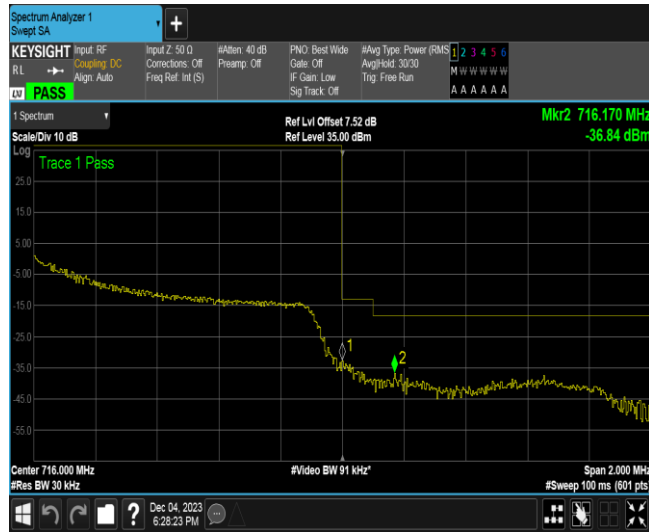 Spectrum Analyzer 1
Swept SA
+
KEYSIGHT
RL
LXI PASS
Input: RF
Coupling: DC
Align: Auto
Input Z: 50 Ω
Corrections: Off
Freq Ref: Int (S)
#Atten: 40 dB
Preamp: Off
PNO: Best Wide
Gate: Off
IF Gain: Low
Sig Track: Off
#Avg Type: Power (RMS
Avg|Hold: 30/30
Trig: Free Run
1 2 3 4 5 6
M W W W W W
A A A A A A
1 Spectrum
Scale/Div 10 dB
Ref Lvl Offset 7.52 dB
Ref Level 35.00 dBm
Mkr2 716.170 MHz
-36.84 dBm
Log
Trace 1 Pass
25.0
15.0
5.00
-5.00
-15.0
-25.0
-35.0
-45.0
-55.0
1
2
Center 716.000 MHz
#Res BW 30 kHz
#Video BW 91 kHz*
Span 2.000 MHz
#Sweep 100 ms (601 pts)
?
Dec 04, 2023
6:28:23 PM